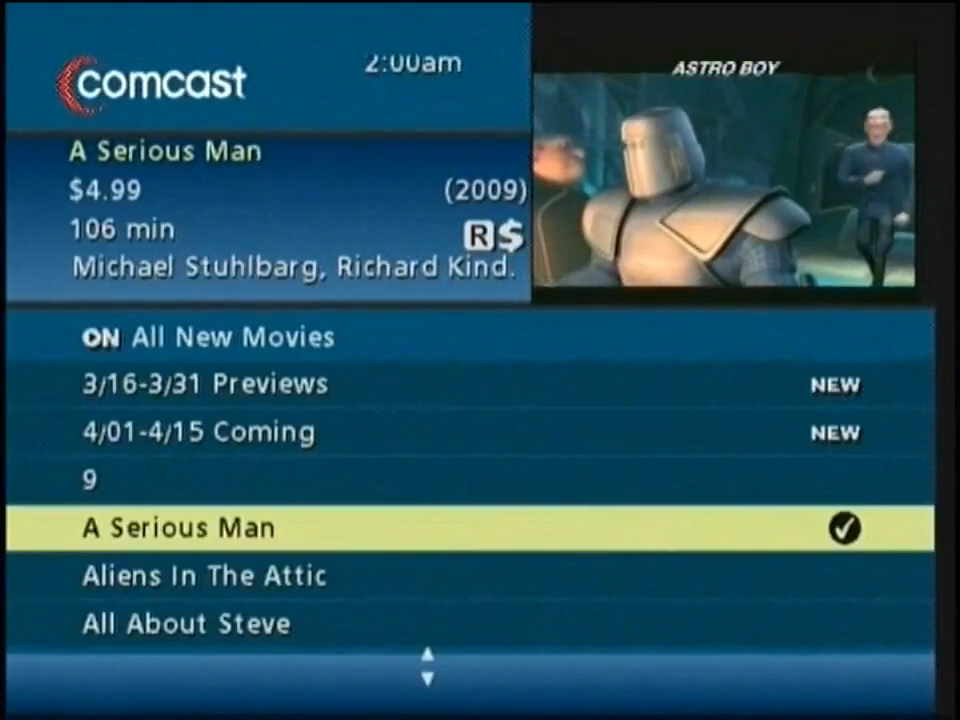 comcast
2:00am
ASTRO BOY
A Serious Man
$4.99 (2009)
106 min R $
Michael Stuhlbarg, Richard Kind.
ON All New Movies
3/16-3/31 Previews NEW
4/01-4/15 Coming NEW
9
A Serious Man
Aliens In The Attic
All About Steve